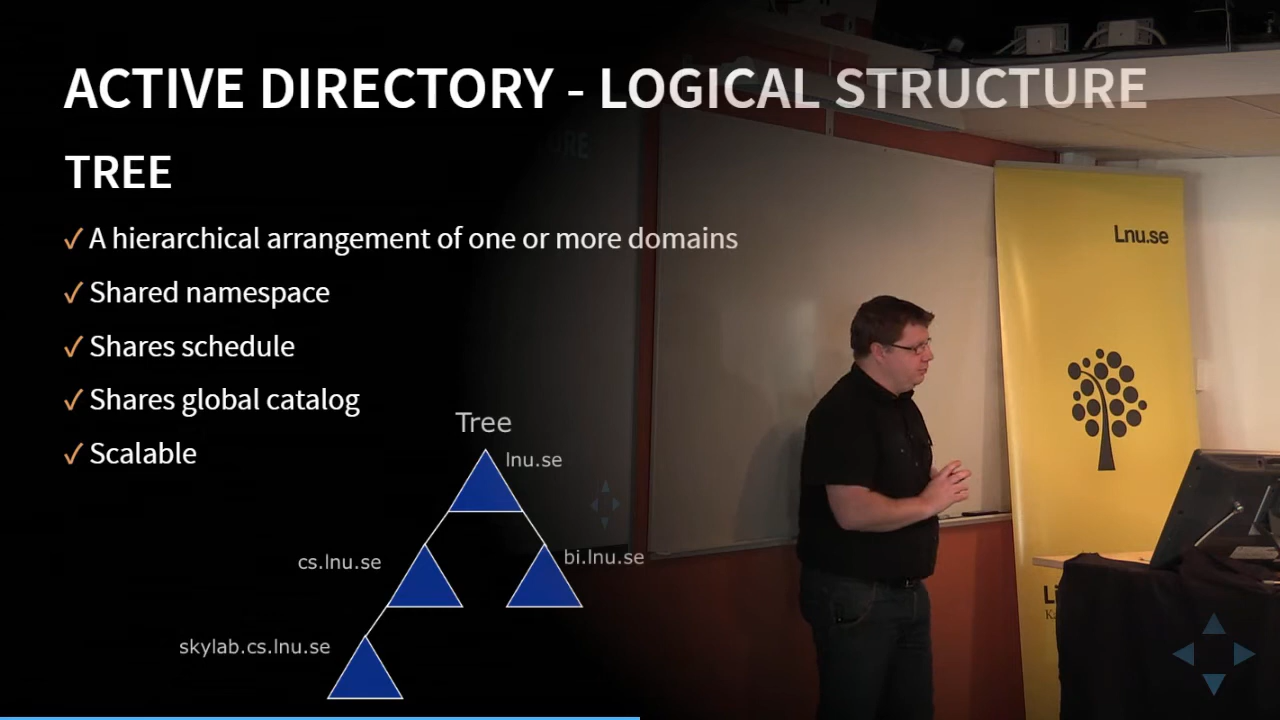 ACTIVE DIRECTORY - LOGICAL STRUCTURE
TREE
✓ A hierarchical arrangement of one or more domains
✓ Shared namespace
✓ Shares schedule
✓ Shares global catalog
✓ Scalable
Tree
lnu.se
cs.lnu.se
bi.lnu.se
skylab.cs.lnu.se
Lnu.se